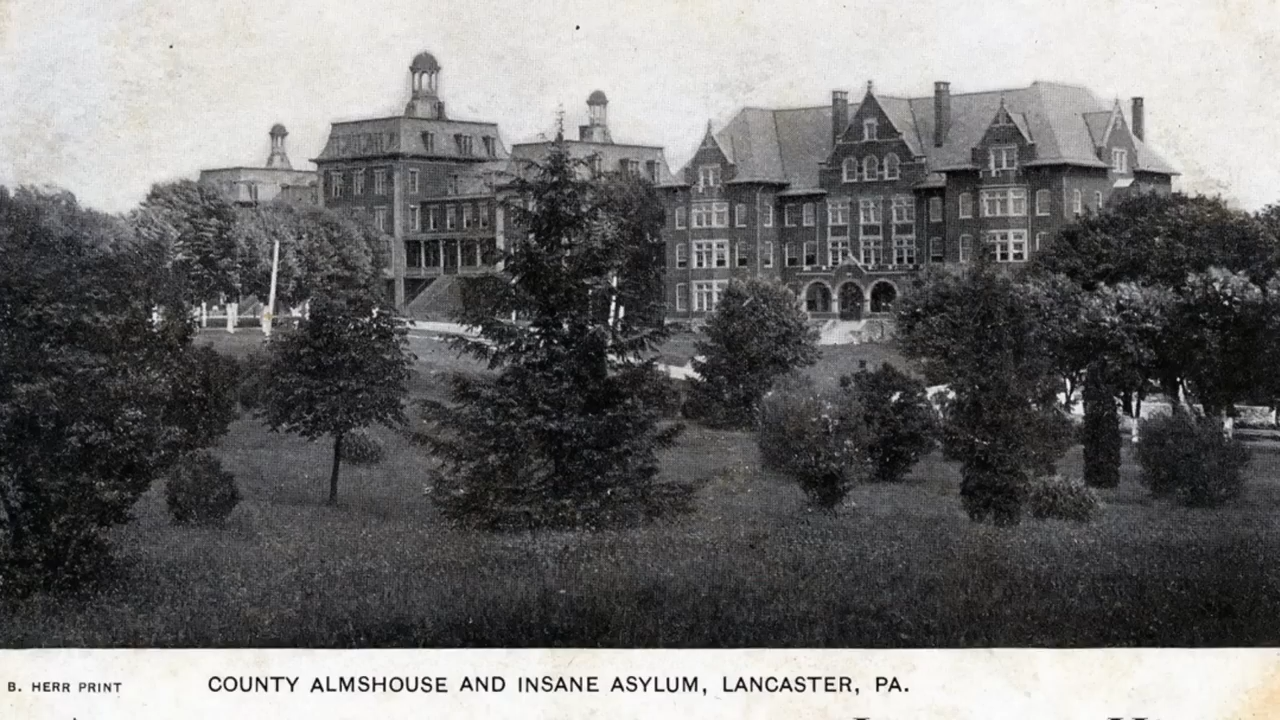 B. HERR PRINT
COUNTY ALMSHOUSE AND INSANE ASYLUM, LANCASTER, PA.